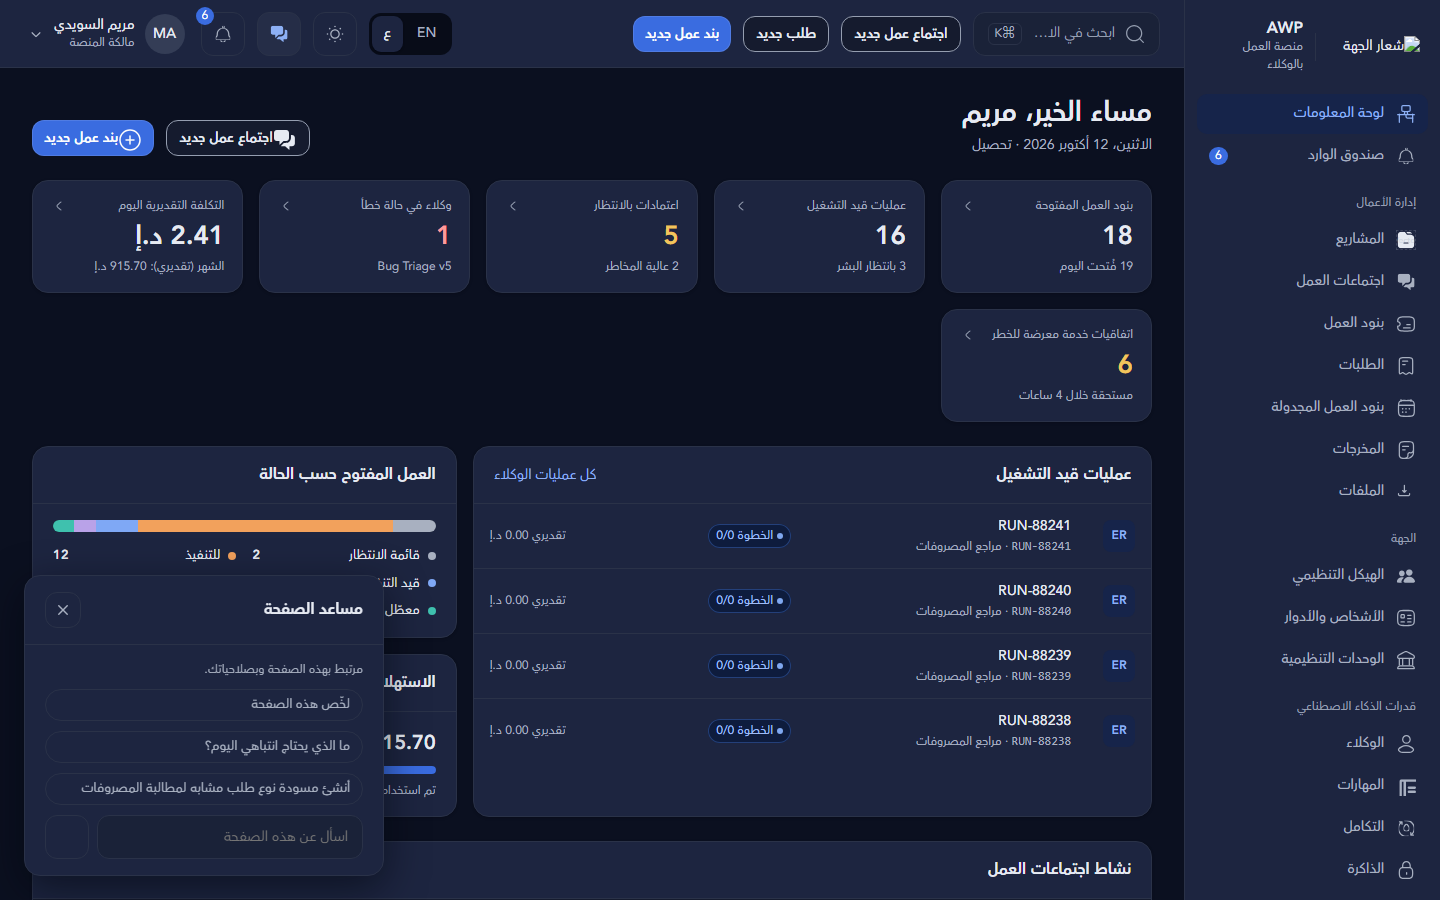 AWP
منصة العمل
بالوكلاء
شعار الجهة
لوحة المعلومات
صندوق الوارد
6
إدارة الأعمال
المشاريع
اجتماعات العمل
بنود العمل
الطلبات
بنود العمل المجدولة
المخرجات
الملفات
الجهة
الهيكل التنظيمي
الأشخاص والأدوار
الوحدات التنظيمية
قدرات الذكاء الاصطناعي
الوكلاء
المهارات
التكامل
الذاكرة
ابحث في الا...
⌘K
اجتماع عمل جديد
طلب جديد
بند عمل جديد
EN
ع
6
MA
مريم السويدي
مالكة المنصة
مساء الخير، مريم
الاثنين، 12 أكتوبر 2026 · تحصيل
اجتماع عمل جديد
بند عمل جديد
بنود العمل المفتوحة
18
19 فُتحت اليوم
عمليات قيد التشغيل
16
3 بانتظار البشر
اعتمادات بالانتظار
5
2 عالية المخاطر
وكلاء في حالة خطأ
1
Bug Triage v5
التكلفة التقديرية اليوم
2.41 د.إ
الشهر (تقديري): 915.70 د.إ
اتفاقيات خدمة معرضة للخطر
6
مستحقة خلال 4 ساعات
عمليات قيد التشغيل
كل عمليات الوكلاء
ER
RUN-88241
RUN-88241 · مراجع المصروفات
الخطوة 0/0
تقديري 0.00 د.إ
ER
RUN-88240
RUN-88240 · مراجع المصروفات
الخطوة 0/0
تقديري 0.00 د.إ
ER
RUN-88239
RUN-88239 · مراجع المصروفات
الخطوة 0/0
تقديري 0.00 د.إ
ER
RUN-88238
RUN-88238 · مراجع المصروفات
الخطوة 0/0
تقديري 0.00 د.إ
العمل المفتوح حسب الحالة
قائمة الانتظار
2
للتنفيذ
12
قيد
معطّل
15.70
تم
مساعد الصفحة
مرتبط بهذه الصفحة وبصلاحياتك.
لخّص هذه الصفحة
ما الذي يحتاج انتباهي اليوم؟
أنشئ مسودة نوع طلب مشابه لمطالبة المصروفات
اسأل عن هذه الصفحة
نشاط اجتماعات العمل